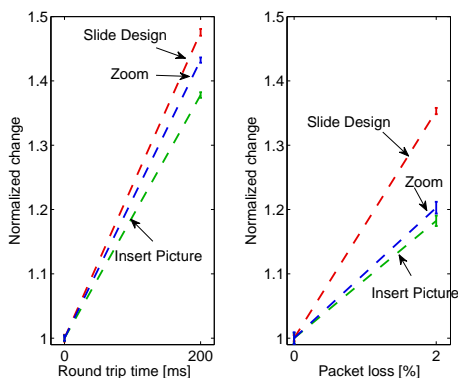 1.5
1.4
1.3
1.2
1.1
1
Normalized change
Slide Design
Zoom
Insert Picture
0
200
Round trip time [ms]
1.5
1.4
1.3
1.2
1.1
1
Normalized change
Slide Design
Zoom
Insert Picture
0
2
Packet loss [%]